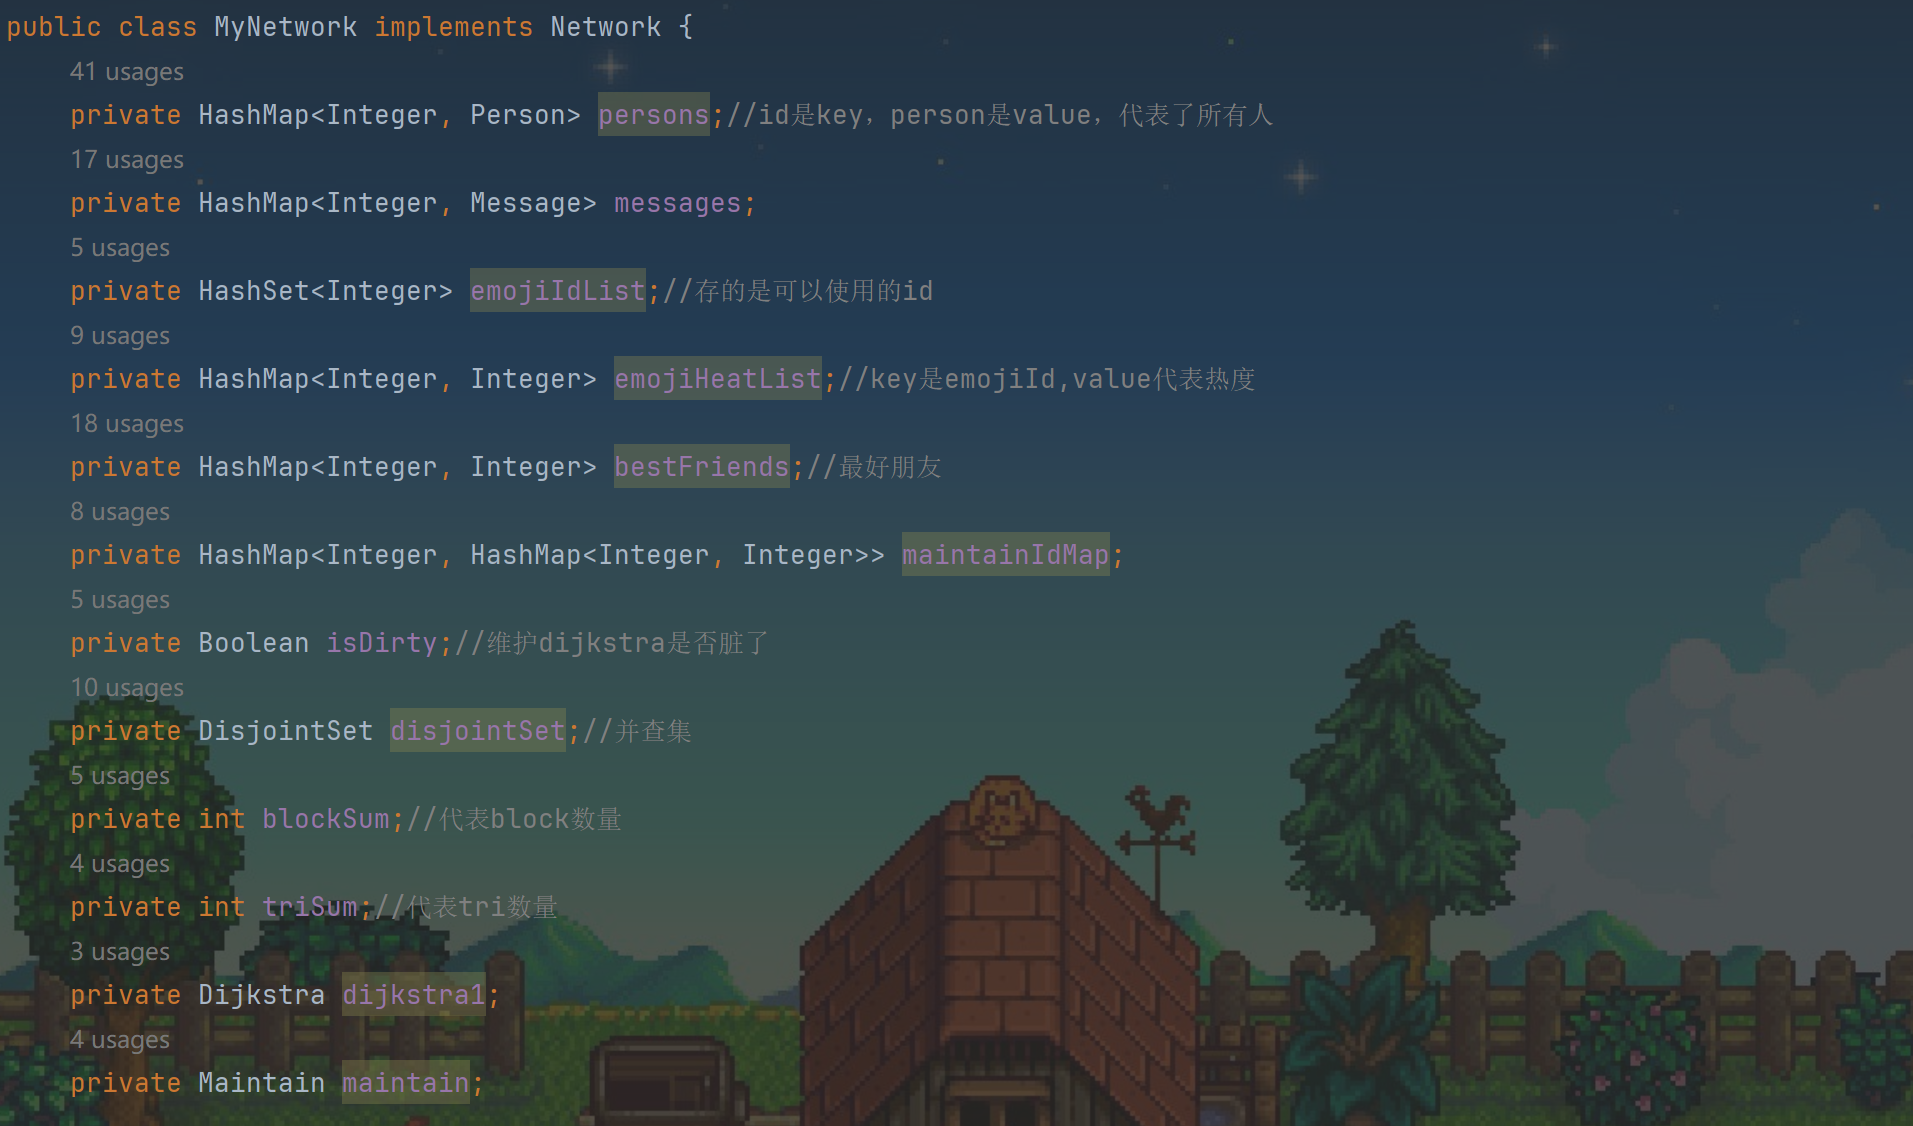 public class MyNetwork implements Network {
41 usages
private HashMap<Integer, Person> persons;//id是key，person是value，代表了所有人
17 usages
private HashMap<Integer, Message> messages;
5 usages
private HashSet<Integer> emojiIdList;//存的是可以使用的id
9 usages
private HashMap<Integer, Integer> emojiHeatList;//key是emojiId,value代表热度
18 usages
private HashMap<Integer, Integer> bestFriends;//最好朋友
8 usages
private HashMap<Integer, HashMap<Integer, Integer>> maintainIdMap;
5 usages
private Boolean isDirty;//维护dijkstra是否脏了
10 usages
private DisjointSet disjointSet;//并查集
5 usages
private int blockSum;//代表block数量
4 usages
private int triSum;//代表tri数量
3 usages
private Dijkstra dijkstra1;
4 usages
private Maintain maintain;